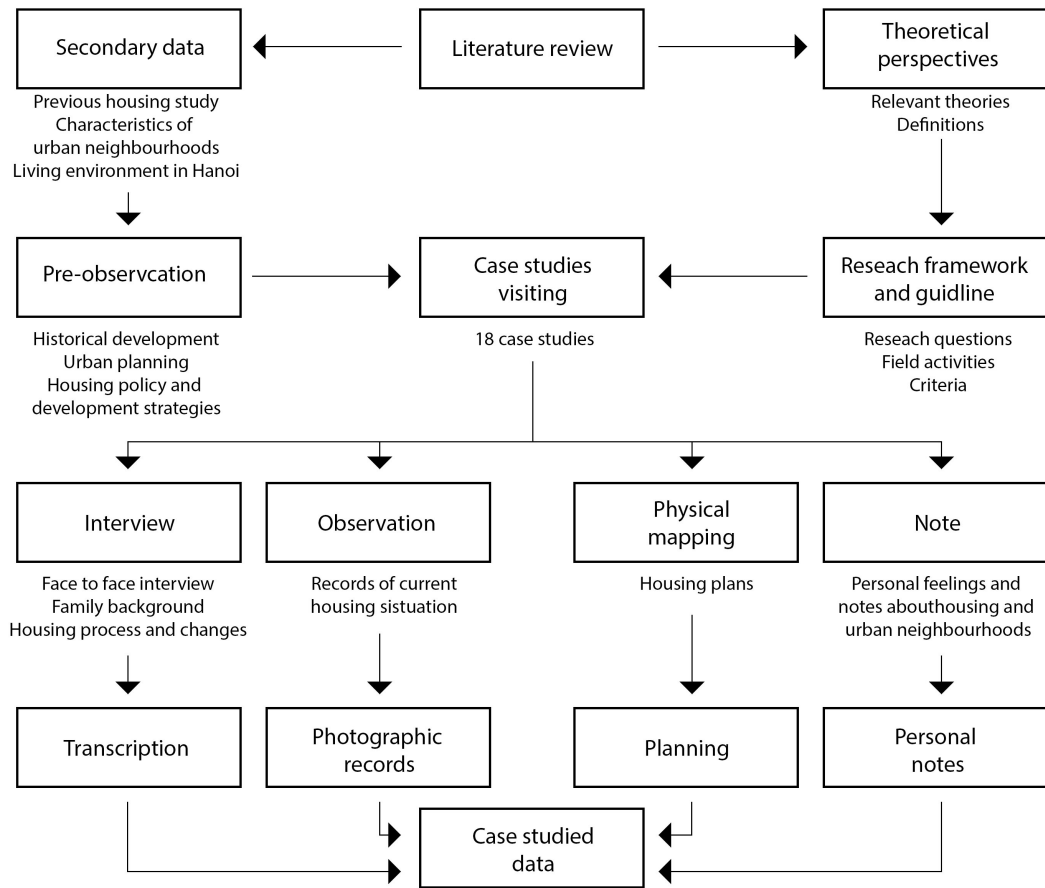 Secondary data
Literature review
Theoretical
perspectives
Previous housing study
Characteristics of
urban neighbourhoods
Living environment in Hanoi
Relevant theories
Definitions
Pre-observcation
Case studies
visiting
Reseach framework
and guidline
Historical development
Urban planning
Housing policy and
development strategies
18 case studies
Reseach questions
Field activities
Criteria
Interview
Observation
Physical
mapping
Note
Face to face interview
Family background
Housing process and changes
Records of current
housing sistuation
Housing plans
Personal feelings and
notes abouthousing and
urban neighbourhoods
Transcription
Photographic
records
Planning
Personal
notes
Case studied
data